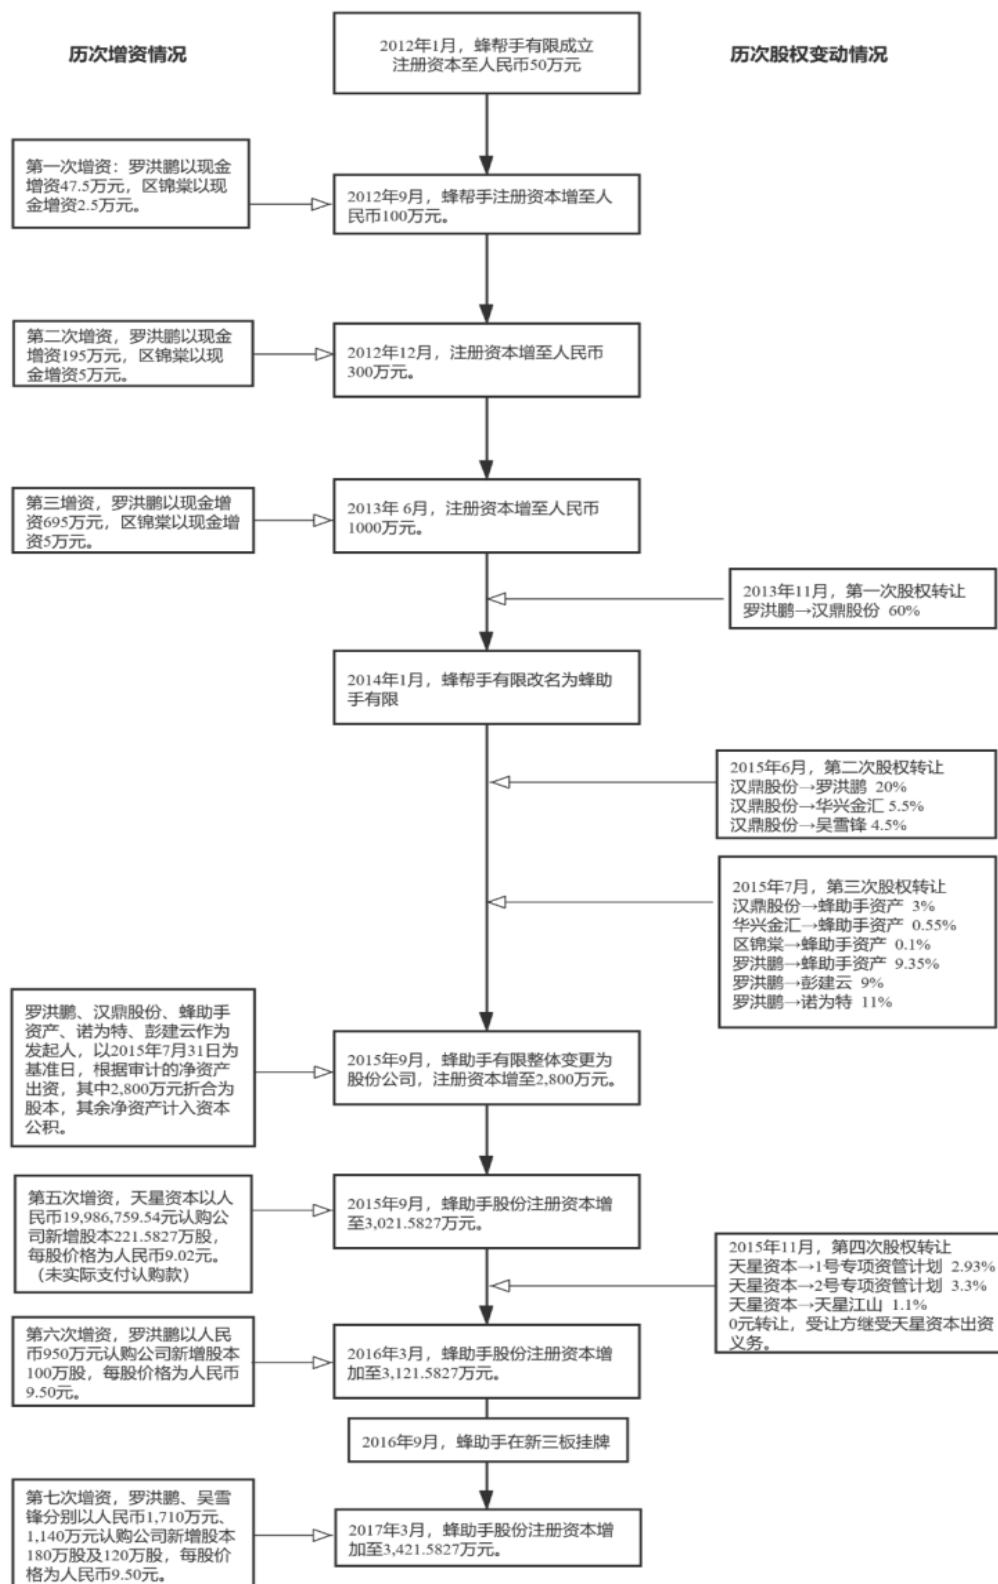 历次增资情况
2012年1月，蜂帮手有限成立
注册资本至人民币50万元
历次股权变动情况
第一次增资：罗洪鹏以现金
增资47.5万元，区锦棠以现
金增资2.5万元。
2012年9月，蜂帮手注册资本增至人
民币100万元。
第二次增资，罗洪鹏以现金
增资195万元，区锦棠以现
金增资5万元。
2012年12月，注册资本增至人民币
300万元。
第三增资，罗洪鹏以现金增
资695万元，区锦棠以现金增
资5万元。
2013年 6月，注册资本增至人民币
1000万元。
2013年11月，第一次股权转让
罗洪鹏→汉鼎股份 60%
2014年1月，蜂帮手有限改名为蜂助
手有限
2015年6月，第二次股权转让
汉鼎股份→罗洪鹏 20%
汉鼎股份→华兴金汇 5.5%
汉鼎股份→吴雪锋 4.5%
2015年7月，第三次股权转让
汉鼎股份→蜂助手资产 3%
华兴金汇→蜂助手资产 0.55%
区锦棠→蜂助手资产 0.1%
罗洪鹏→蜂助手资产 9.35%
罗洪鹏→彭建云 9%
罗洪鹏→诺为特 11%
罗洪鹏、汉鼎股份、蜂助手
资产、诺为特、彭建云作为
发起人，以2015年7月31日为
基准日，根据审计的净资产
出资，其中2,800万元折合为
股本，其余净资产计入资本
公积。
2015年9月，蜂助手有限整体变更为
股份公司，注册资本增至2,800万元。
第五次增资，天星资本以人
民币19,986,759.54元认购公
司新增股本221.5827万股，
每股价格为人民币9.02元。
（未实际支付认购款）
2015年9月，蜂助手股份注册资本增
至3,021.5827万元。
2015年11月，第四次股权转让
天星资本→1号专项资管计划 2.93%
天星资本→2号专项资管计划 3.3%
天星资本→天星江山 1.1%
0元转让，受让方继受天星资本出资
义务。
第六次增资，罗洪鹏以人民
币950万元认购公司新增股本
100万股，每股价格为人民币
9.50元。
2016年3月，蜂助手股份注册资本增
加至3,121.5827万元。
2016年9月，蜂助手在新三板挂牌
第七次增资，罗洪鹏、吴雪
锋分别以人民币1,710万元、
1,140万元认购公司新增股本
180万股及120万股，每股价
格为人民币9.50元。
2017年3月，蜂助手股份注册资本增
加至3,421.5827万元。